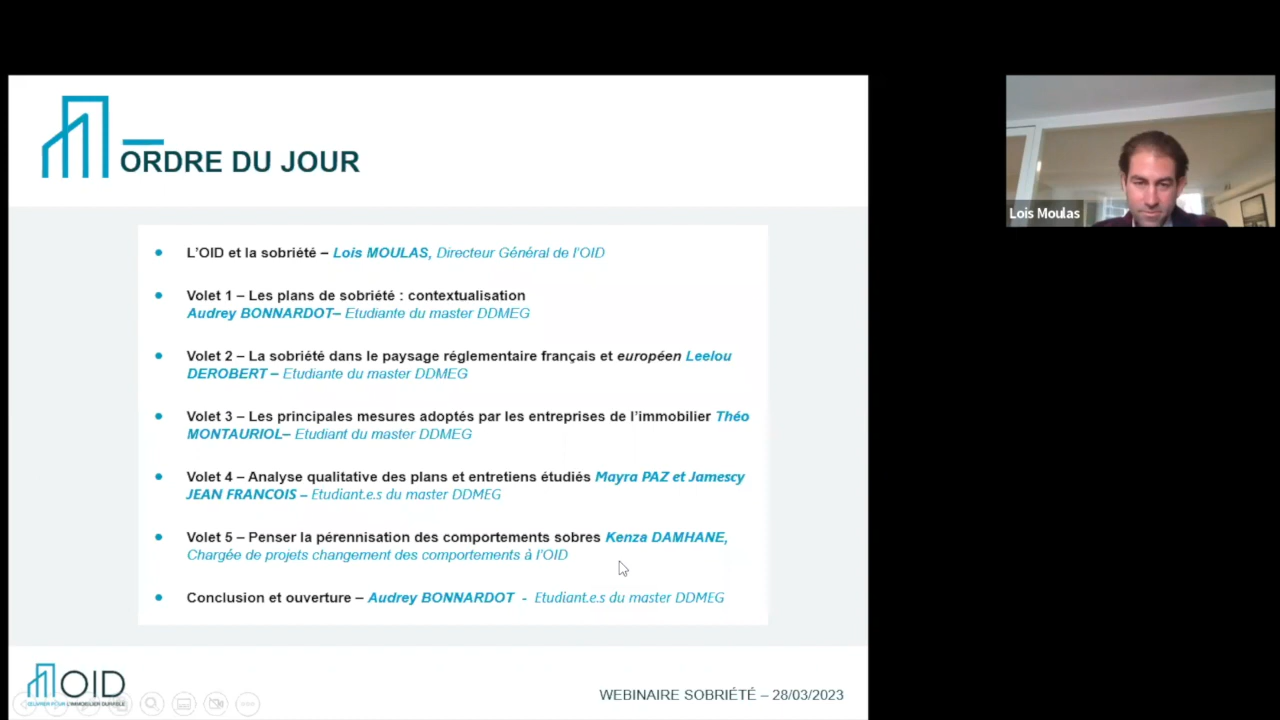 ORDRE DU JOUR
Lois Moulas
L'OID et la sobriété – Lois MOULAS, Directeur Général de l'OID
Volet 1 – Les plans de sobriété : contextualisation
Audrey BONNARDOT– Etudiante du master DDMEG
Volet 2 – La sobriété dans le paysage réglementaire français et européen Leelou
DEROBERT – Etudiante du master DDMEG
Volet 3 – Les principales mesures adoptés par les entreprises de l'immobilier Théo
MONTAURIOL– Etudiant du master DDMEG
Volet 4 – Analyse qualitative des plans et entretiens étudiés Mayra PAZ et Jamescy
JEAN FRANCOIS – Etudiant.e.s du master DDMEG
Volet 5 – Penser la pérennisation des comportements sobres Kenza DAMHANE,
Chargée de projets changement des comportements à l'OID
Conclusion et ouverture – Audrey BONNARDOT - Etudiant.e.s du master DDMEG
OID
L'IMMOBILIER DURABLE
WEBINAIRE SOBRIÉTÉ – 28/03/2023